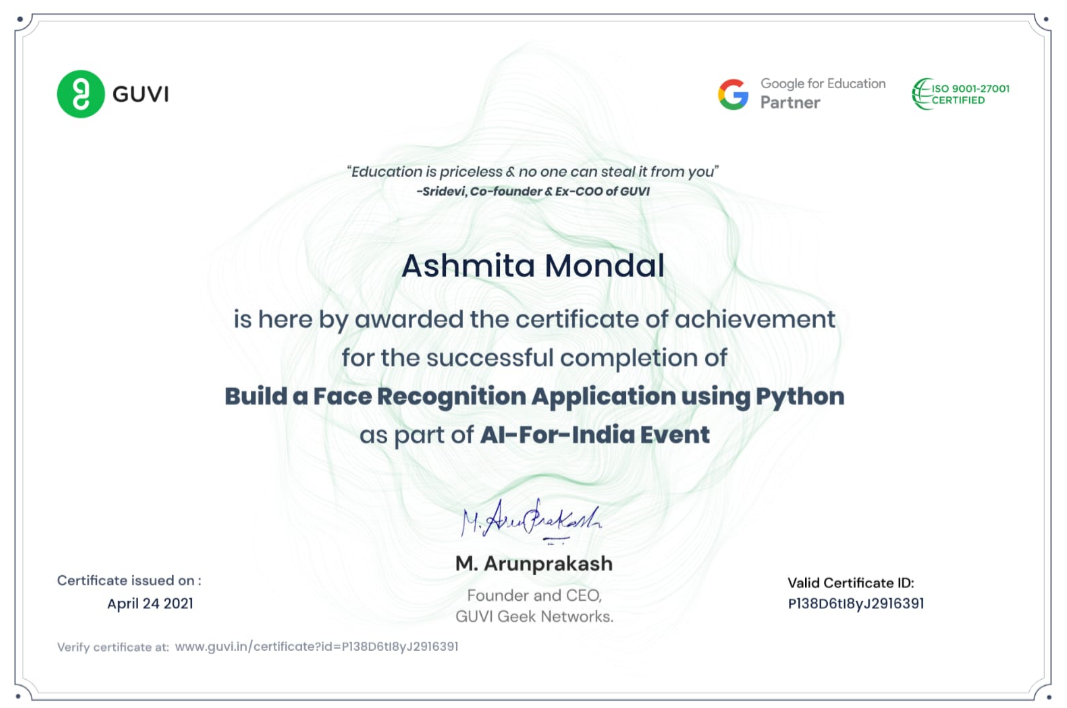 GUVI
Google for Education
Partner
ISO 9001-27001
CERTIFIED
“Education is priceless & no one can steal it from you”
-Sridevi, Co-founder & Ex-COO of GUVI
Ashmita Mondal
is here by awarded the certificate of achievement
for the successful completion of
Build a Face Recognition Application using Python
as part of AI-For-India Event
M. Arunprakash
M. Arunprakash
Founder and CEO,
GUVI Geek Networks.
Certificate issued on :
April 24 2021
Valid Certificate ID:
P138D6tI8yJ2916391
Verify certificate at: www.guvi.in/certificate?id=P138D6tI8yJ2916391